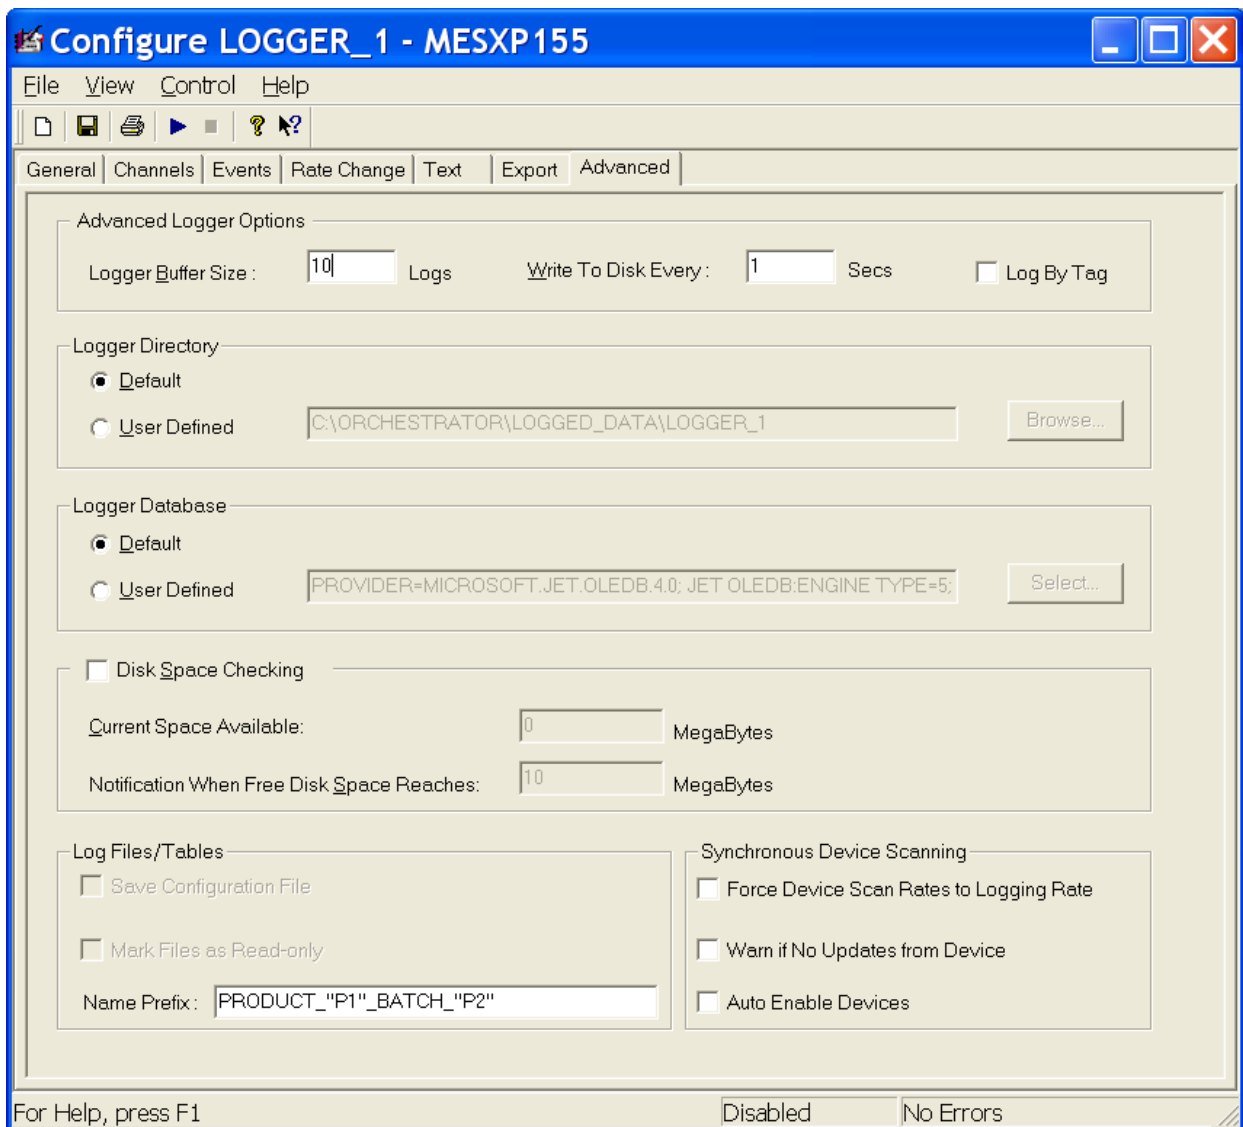 Configure LOGGER_1 - MESXP155
File View Control Help
General Channels Events Rate Change Text Export Advanced
Advanced Logger Options
Logger Buffer Size : 10 Logs Write To Disk Every : 1 Secs Log By Tag
Logger Directory
Default
User Defined C:\ORCHESTRATOR\LOGGED_DATA\LOGGER_1 Browse...
Logger Database
Default
User Defined PROVIDER=MICROSOFT.JET.OLEDB.4.0; JET OLEDB:ENGINE TYPE=5; Select...
Disk Space Checking
Current Space Available: 0 MegaBytes
Notification When Free Disk Space Reaches: 10 MegaBytes
Log Files/Tables
Save Configuration File
Mark Files as Read-only
Name Prefix : PRODUCT_"P1"_BATCH_"P2"
Synchronous Device Scanning
Force Device Scan Rates to Logging Rate
Warn if No Updates from Device
Auto Enable Devices
For Help, press F1 Disabled No Errors